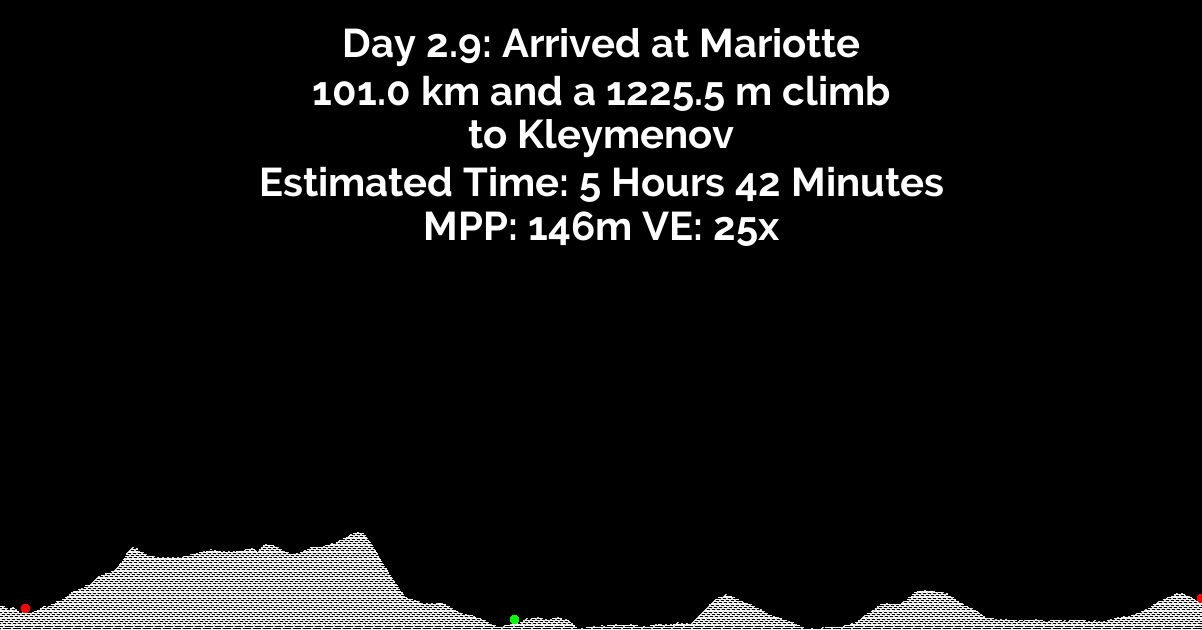 Day 2.9: Arrived at Mariotte
101.0 km and a 1225.5 m climb
to Kleymenov
Estimated Time: 5 Hours 42 Minutes
MPP: 146m VE: 25x